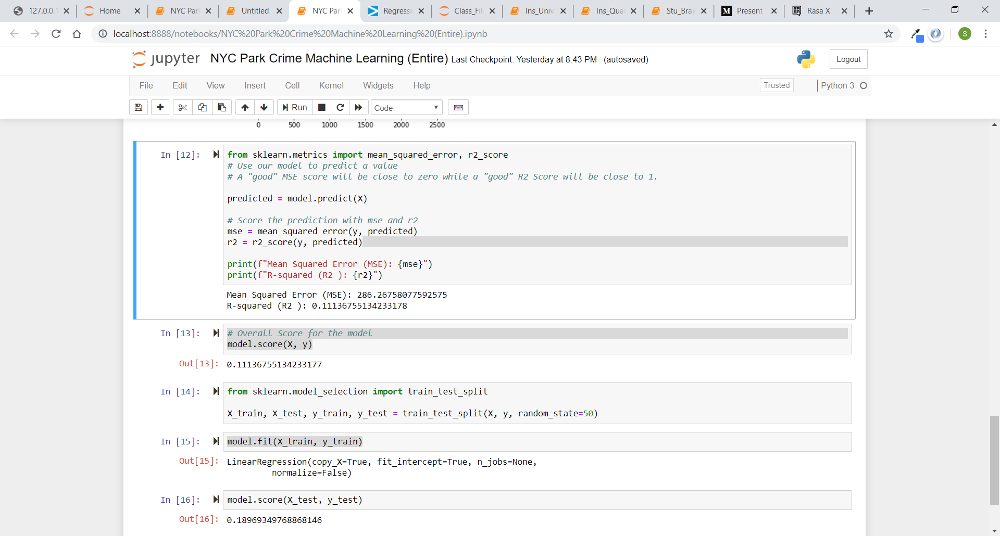 127.0.0.
Home
NYC Par
Untitled
NYC Par
Regressi
Class_Fil
Ins_Univ
Ins_Qua
Stu_Brai
Present
Rasa X
localhost:8888/notebooks/NYC%20Park%20Crime%20Machine%20Learning%20(Entire).ipynb
S
jupyter NYC Park Crime Machine Learning (Entire) Last Checkpoint: Yesterday at 8:43 PM (autosaved)
Logout
File Edit View Insert Cell Kernel Widgets Help
Trusted
Python 3
Run
Code
0 500 1000 1500 2000 2500
In [12]: from sklearn.metrics import mean_squared_error, r2_score
# Use our model to predict a value
# A "good" MSE score will be close to zero while a "good" R2 Score will be close to 1.
predicted = model.predict(X)
# Score the prediction with mse and r2
mse = mean_squared_error(y, predicted)
r2 = r2_score(y, predicted)
print(f"Mean Squared Error (MSE): {mse}")
print(f"R-squared (R2 ): {r2}")
Mean Squared Error (MSE): 286.26758077592575
R-squared (R2 ): 0.11136755134233178
In [13]: # Overall Score for the model
model.score(X, y)
Out[13]: 0.11136755134233177
In [14]: from sklearn.model_selection import train_test_split
X_train, X_test, y_train, y_test = train_test_split(X, y, random_state=50)
In [15]: model.fit(X_train, y_train)
Out[15]: LinearRegression(copy_X=True, fit_intercept=True, n_jobs=None,
normalize=False)
In [16]: model.score(X_test, y_test)
Out[16]: 0.18969349768868146